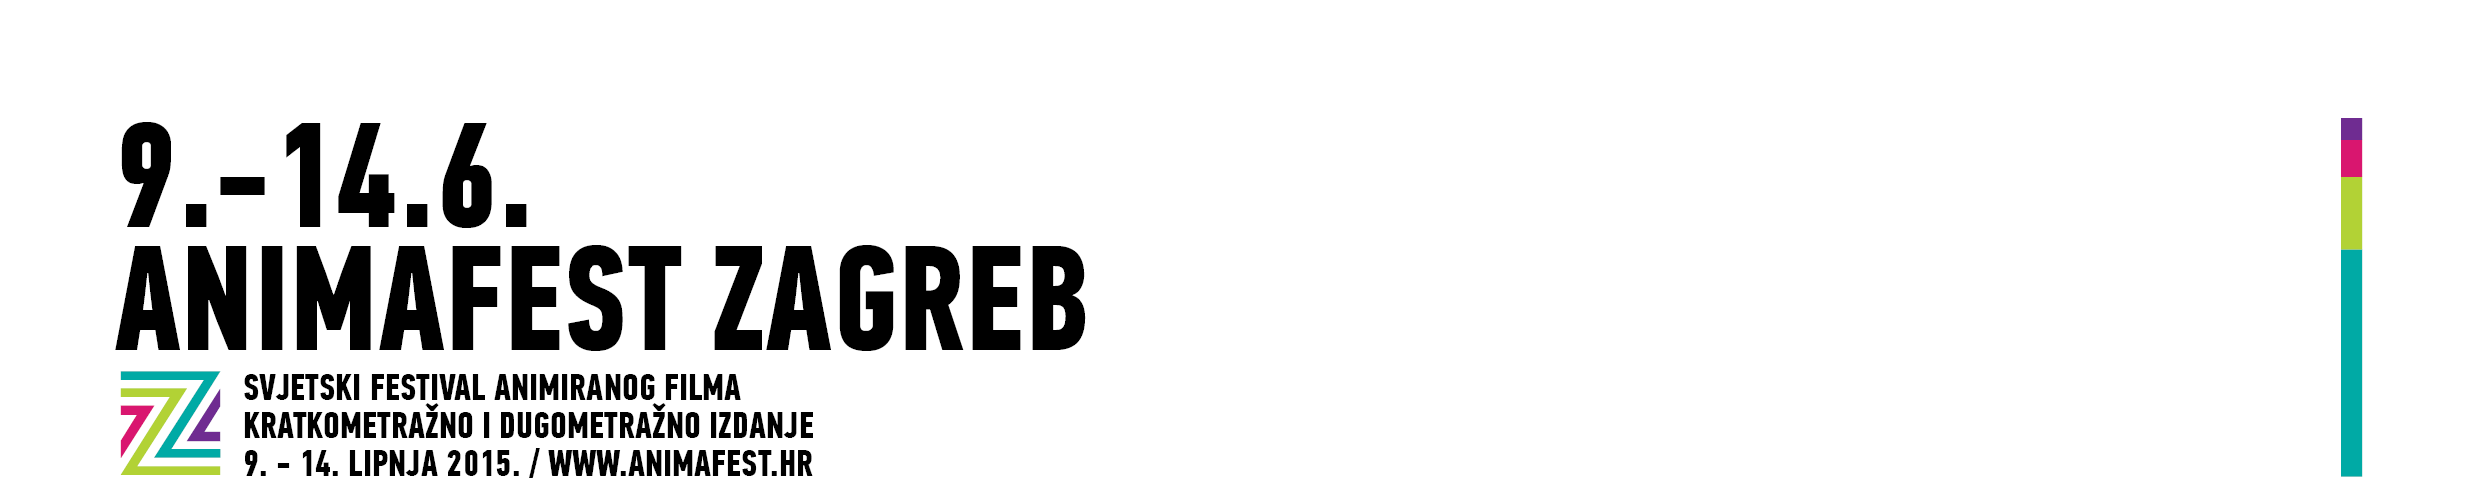 9.–14.6.
ANIMAFEST ZAGREB
SVJETSKI FESTIVAL ANIMIRANOG FILMA
KRATKOMETRAŽNO I DUGOMETRAŽNO IZDANJE
9. – 14. LIPNJA 2015. / WWW.ANIMAFEST.HR